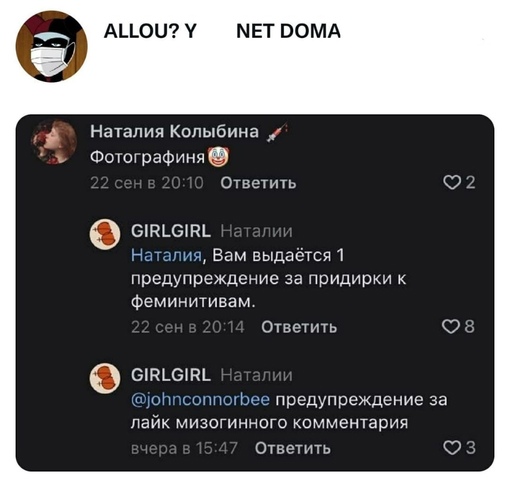 ALLOU? Y NET DOMA
Наталия Колыбина
Фотографиня
22 сен в 20:10 Ответить 2
GIRLGIRL Наталии
Наталия, Вам выдаётся 1
предупреждение за придирки к
феминитивам.
22 сен в 20:14 Ответить 8
GIRLGIRL Наталии
@johnconnorbee предупреждение за
лайк мизогинного комментария
вчера в 15:47 Ответить 3